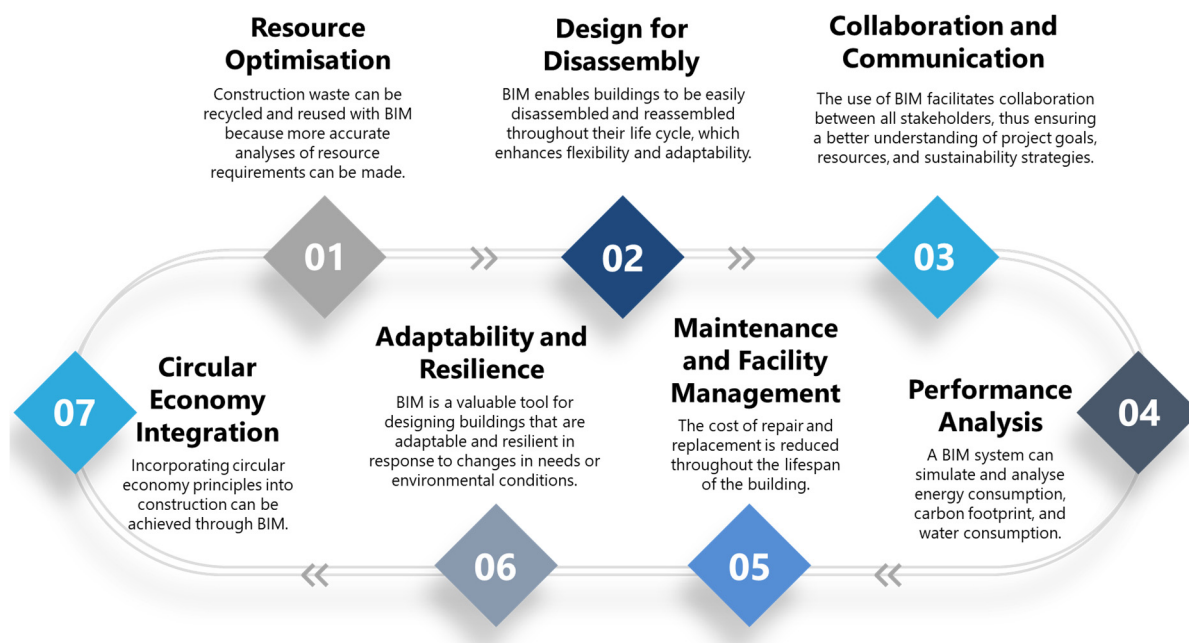 Resource
Optimisation
Construction waste can be
recycled and reused with BIM
because more accurate
analyses of resource
requirements can be made.
01
Design for
Disassembly
BIM enables buildings to be easily
disassembled and reassembled
throughout their life cycle, which
enhances flexibility and adaptability.
02
Collaboration and
Communication
The use of BIM facilitates collaboration
between all stakeholders, thus ensuring
a better understanding of project goals,
resources, and sustainability strategies.
03
Performance
Analysis
A BIM system can
simulate and analyse
energy consumption,
carbon footprint, and
water consumption.
04
Maintenance
and Facility
Management
The cost of repair and
replacement is reduced
throughout the lifespan
of the building.
05
Adaptability and
Resilience
BIM is a valuable tool for
designing buildings that are
adaptable and resilient in
response to changes in needs or
environmental conditions.
06
Circular
Economy
Integration
Incorporating circular
economy principles into
construction can be
achieved through BIM.
07